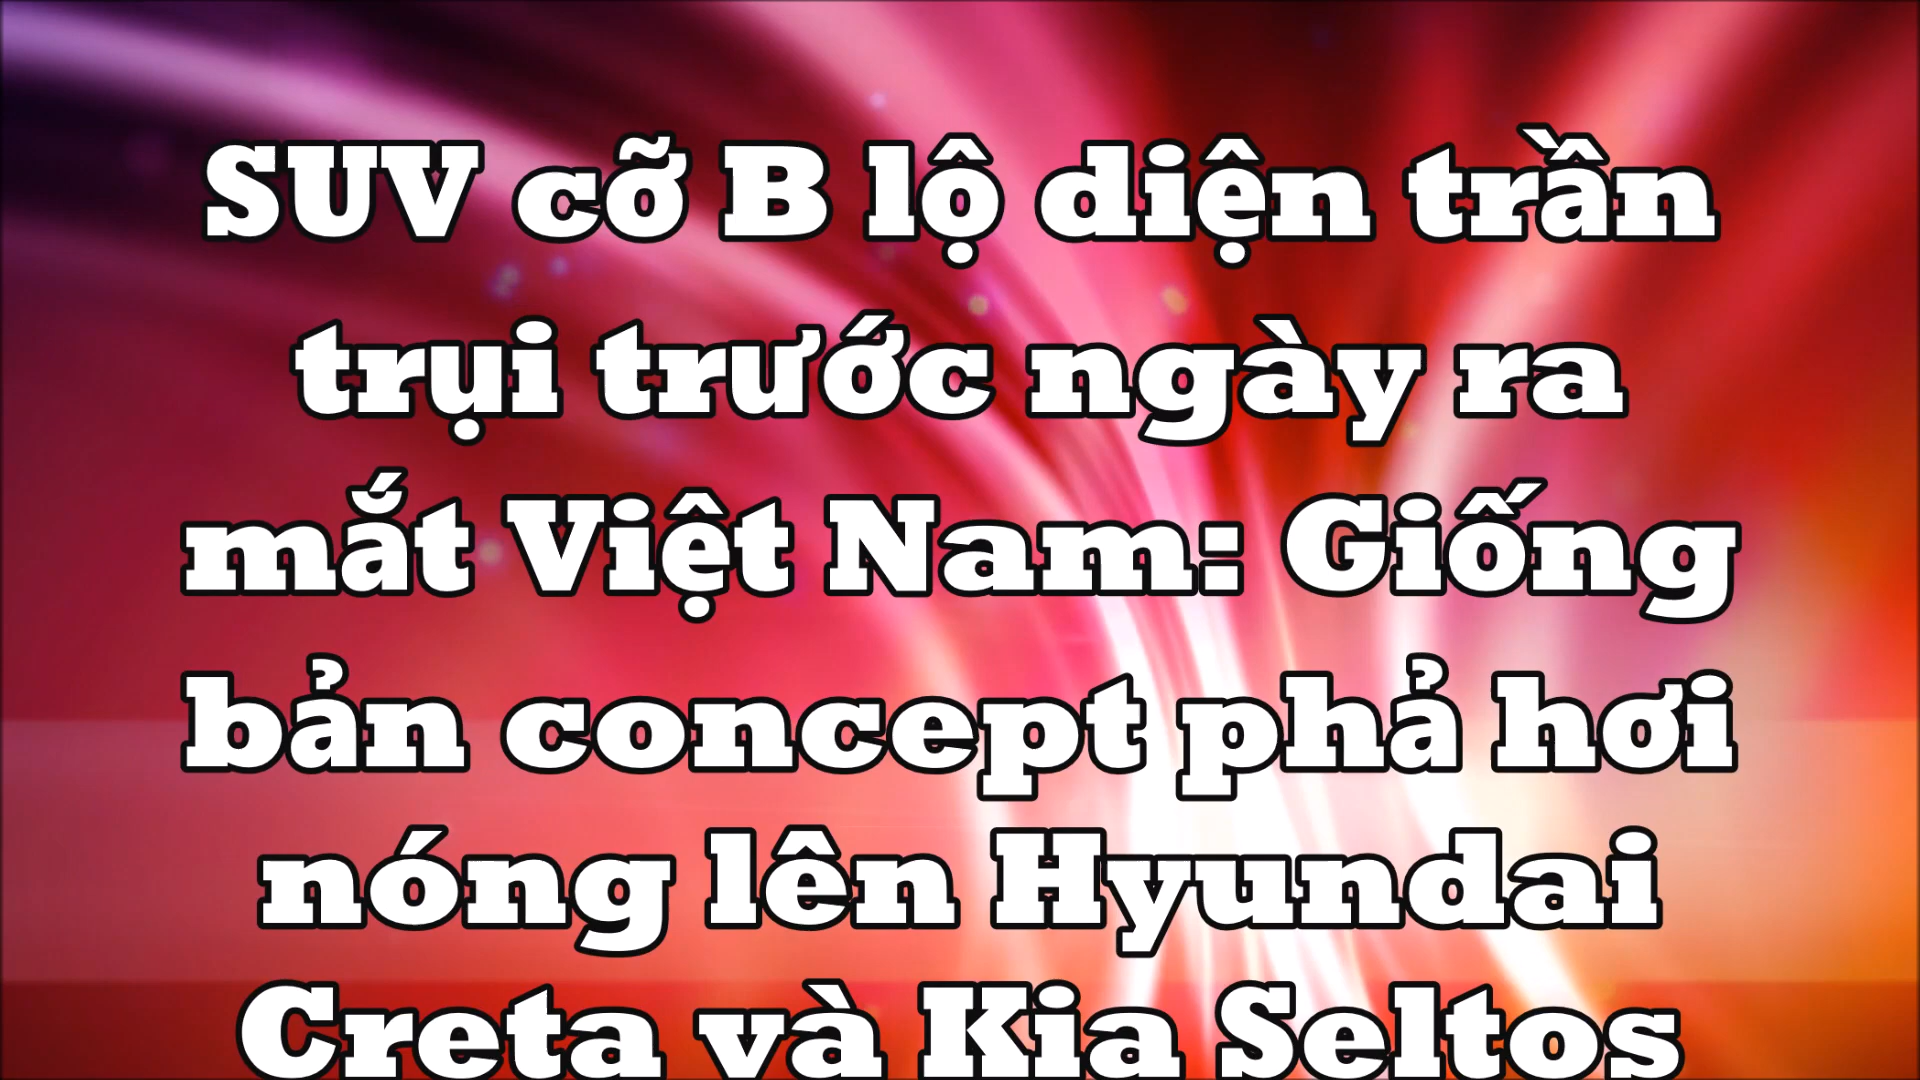 SUV cỡ B lộ diện trần
trụi trước ngày ra
mắt Việt Nam: Giống
bản concept phả hơi
nóng lên Hyundai
Creta và Kia Seltos